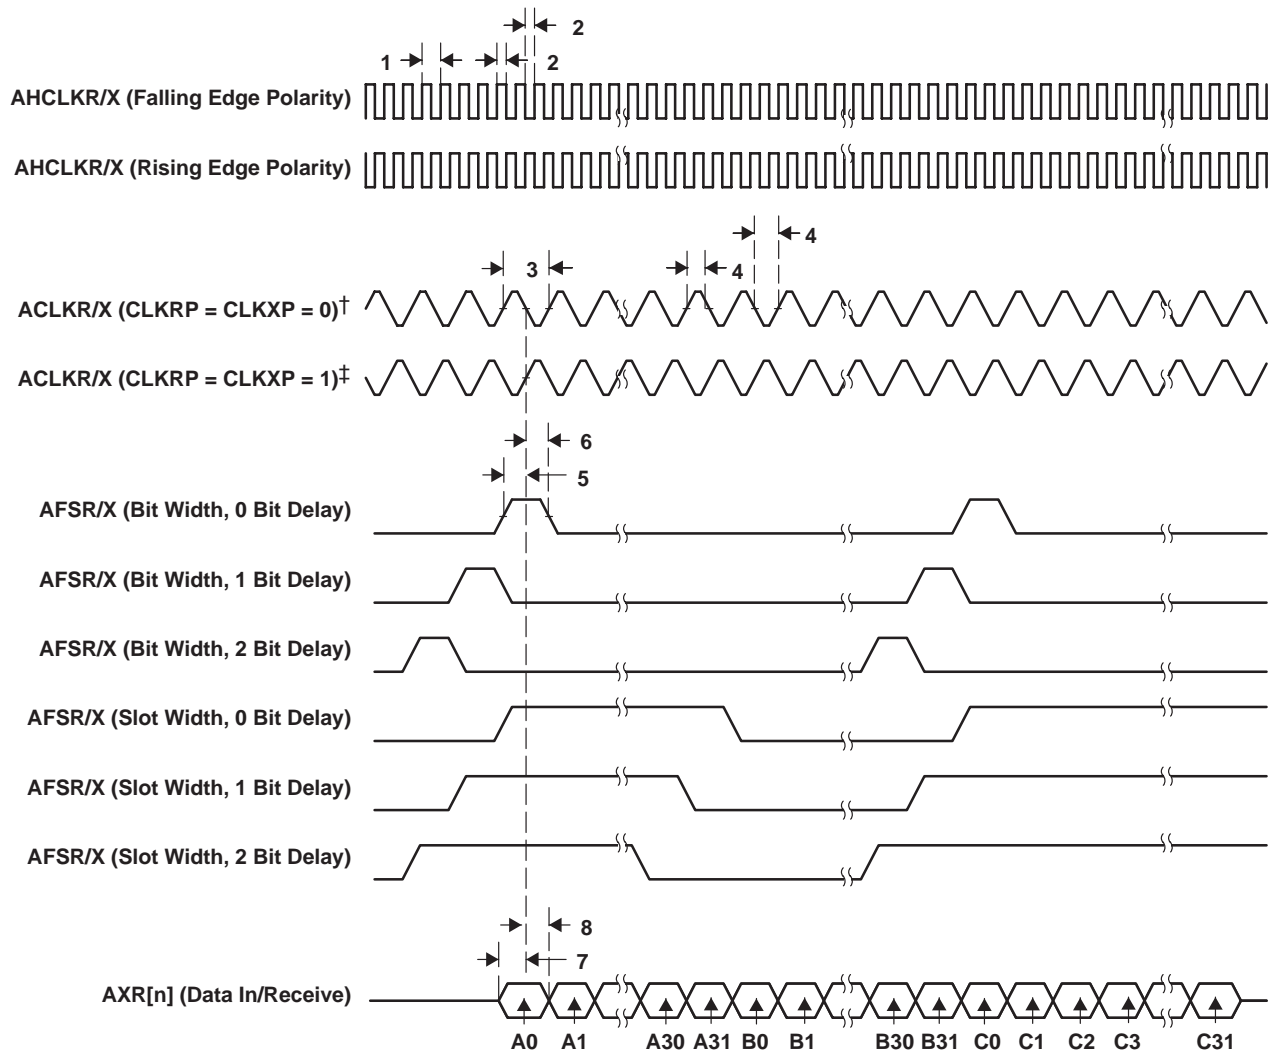 2
1
2
AHCLKR/X (Falling Edge Polarity)
AHCLKR/X (Rising Edge Polarity)
4
3
4
ACLKR/X (CLKRP = CLKXP = 0)†
ACLKR/X (CLKRP = CLKXP = 1)‡
6
5
AFSR/X (Bit Width, 0 Bit Delay)
AFSR/X (Bit Width, 1 Bit Delay)
AFSR/X (Bit Width, 2 Bit Delay)
AFSR/X (Slot Width, 0 Bit Delay)
AFSR/X (Slot Width, 1 Bit Delay)
AFSR/X (Slot Width, 2 Bit Delay)
8
7
AXR[n] (Data In/Receive)
A0 A1 A30 A31 B0 B1 B30 B31 C0 C1 C2 C3 C31